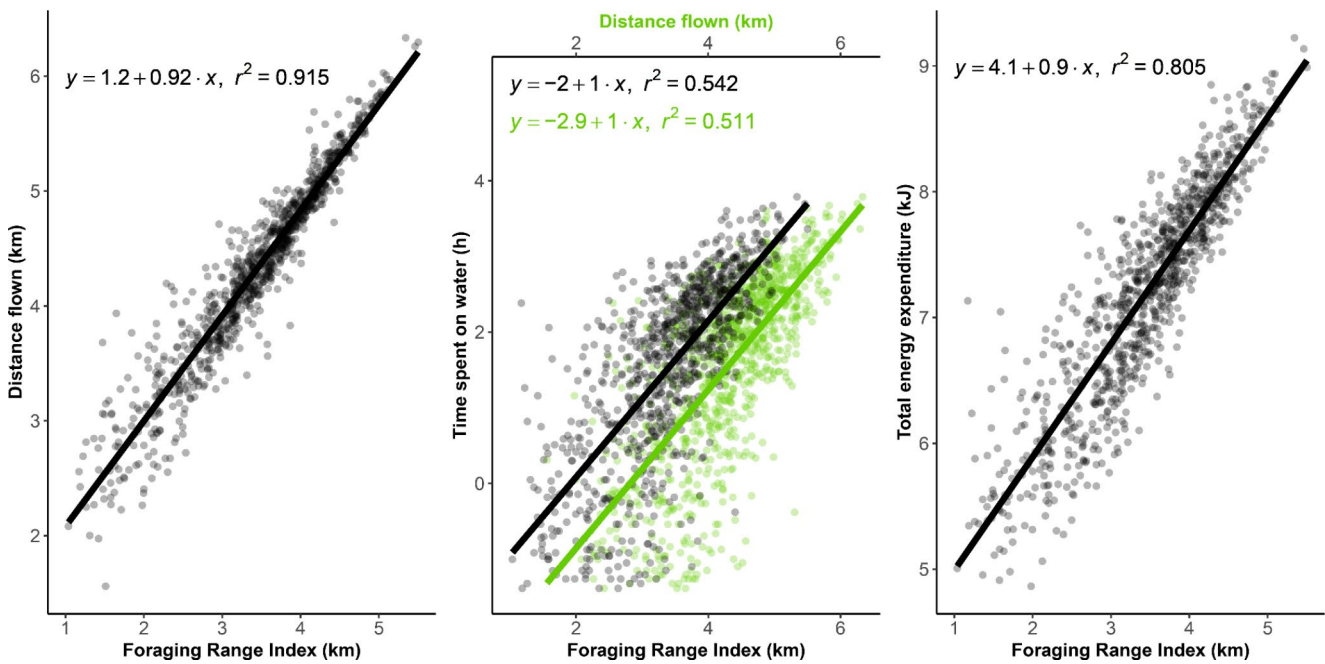 y = 1.2 + 0.92 · x, r² = 0.915
6
5
4
3
2
Distance flown (km)
1 2 3 4 5
Foraging Range Index (km)
Distance flown (km)
2 4 6
y = −2 + 1 · x, r² = 0.542
y = −2.9 + 1 · x, r² = 0.511
4
2
0
Time spent on water (h)
2 4 6
Foraging Range Index (km)
y = 4.1 + 0.9 · x, r² = 0.805
9
8
7
6
5
Total energy expenditure (kJ)
1 2 3 4 5
Foraging Range Index (km)